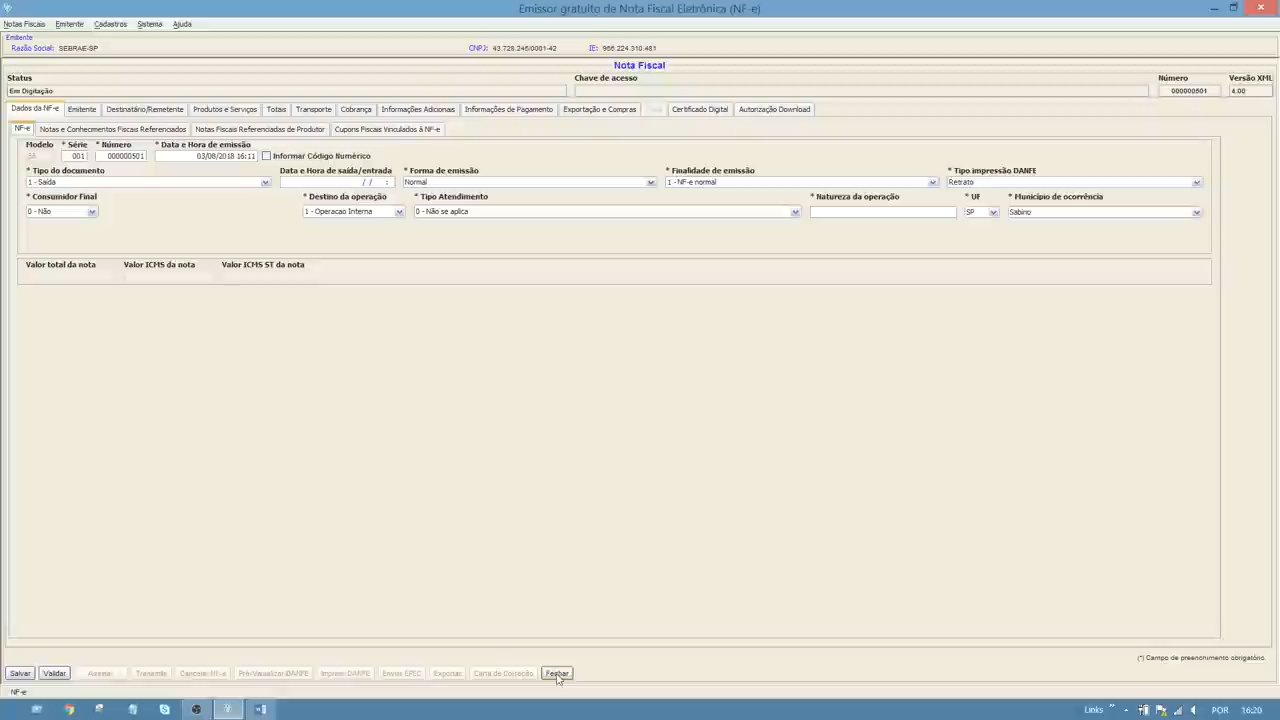 Emissor gratuito de Nota Fiscal Eletrônica (NF-e)
Notas Fiscais Emitente Cadastros Sistema Ajuda
Emitente
Razão Social: SEBRAE-SP CNPJ: 43.728.245/0001-42 IE: 966.224.310.481
Nota Fiscal
Status Chave de acesso Número Versão XML
Em Digitação 000000501 4.00
Dados da NF-e Emitente Destinatário/Remetente Produtos e Serviços Totais Transporte Cobrança Informações Adicionais Informações de Pagamento Exportação e Compras Certificado Digital Autorização Download
NF-e Notas e Conhecimentos Fiscais Referenciados Notas Fiscais Referenciadas de Produtor Cupons Fiscais Vinculados à NF-e
Modelo * Série * Número * Data e Hora de emissão
55 001 000000501 03/08/2018 16:11 Informar Código Numérico
* Tipo do documento Data e Hora de saída/entrada * Forma de emissão * Finalidade de emissão * Tipo impressão DANFE
1 - Saída / / : Normal 1 - NF-e normal Retrato
* Consumidor Final * Destino da operação * Tipo Atendimento * Natureza da operação * UF * Município de ocorrência
0 - Não 1 - Operacao Interna 0 - Não se aplica SP Sabino
Valor total da nota Valor ICMS da nota Valor ICMS ST da nota
(*) Campo de preenchimento obrigatório.
Salvar Validar Assinar Transmitir Cancelar NF-e Pré-Visualizar DANFE Imprimir DANFE Enviar EPEC Exportar Carta de Correção Fechar
NF-e
Links » POR 16:20